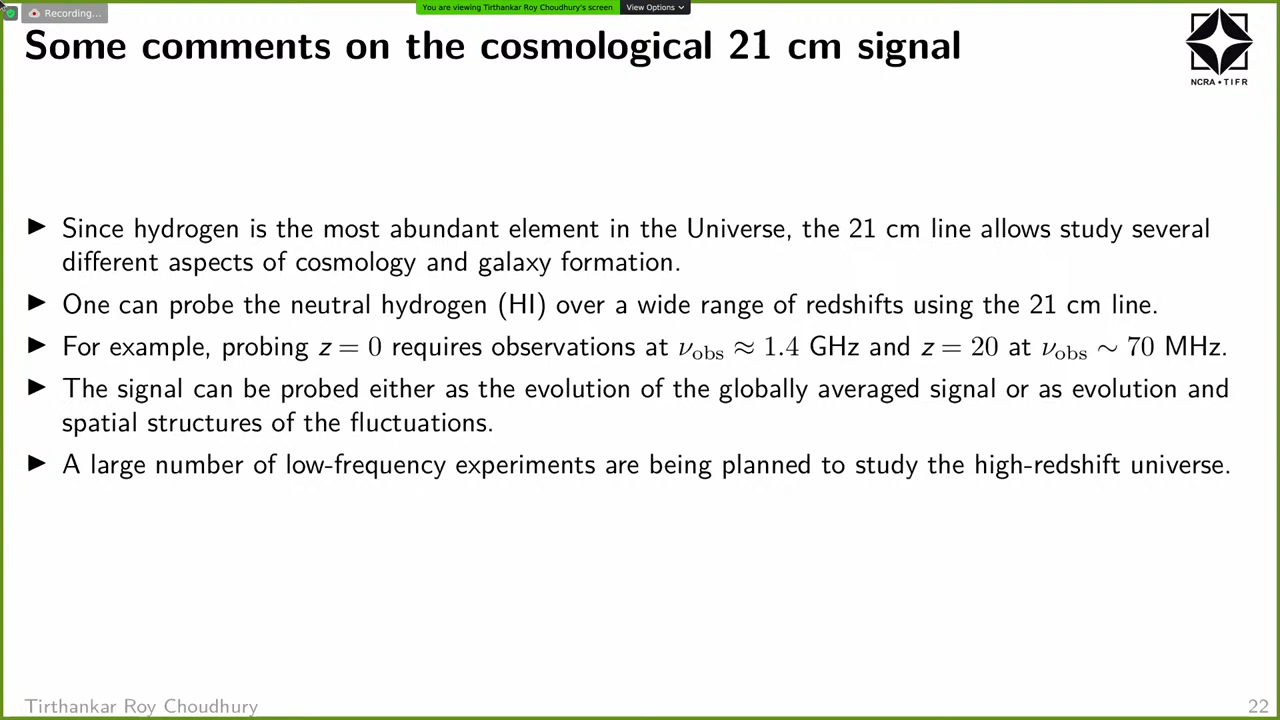 Recording...
You are viewing Tirthankar Roy Choudhury's screen
View Options
Some comments on the cosmological 21 cm signal
NCRA • TIFR
▶ Since hydrogen is the most abundant element in the Universe, the 21 cm line allows study several
different aspects of cosmology and galaxy formation.
▶ One can probe the neutral hydrogen (HI) over a wide range of redshifts using the 21 cm line.
▶ For example, probing z = 0 requires observations at ν_obs ≈ 1.4 GHz and z = 20 at ν_obs ∼ 70 MHz.
▶ The signal can be probed either as the evolution of the globally averaged signal or as evolution and
spatial structures of the fluctuations.
▶ A large number of low-frequency experiments are being planned to study the high-redshift universe.
Tirthankar Roy Choudhury
22